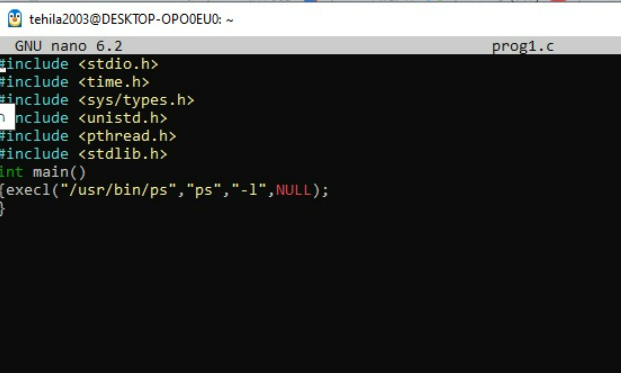 tehila2003@DESKTOP-OPO0EU0: ~
GNU nano 6.2 prog1.c
#include <stdio.h>
#include <time.h>
#include <sys/types.h>
nclude <unistd.h>
#include <pthread.h>
#include <stdlib.h>
int main()
{execl("/usr/bin/ps","ps","-l",NULL);
}